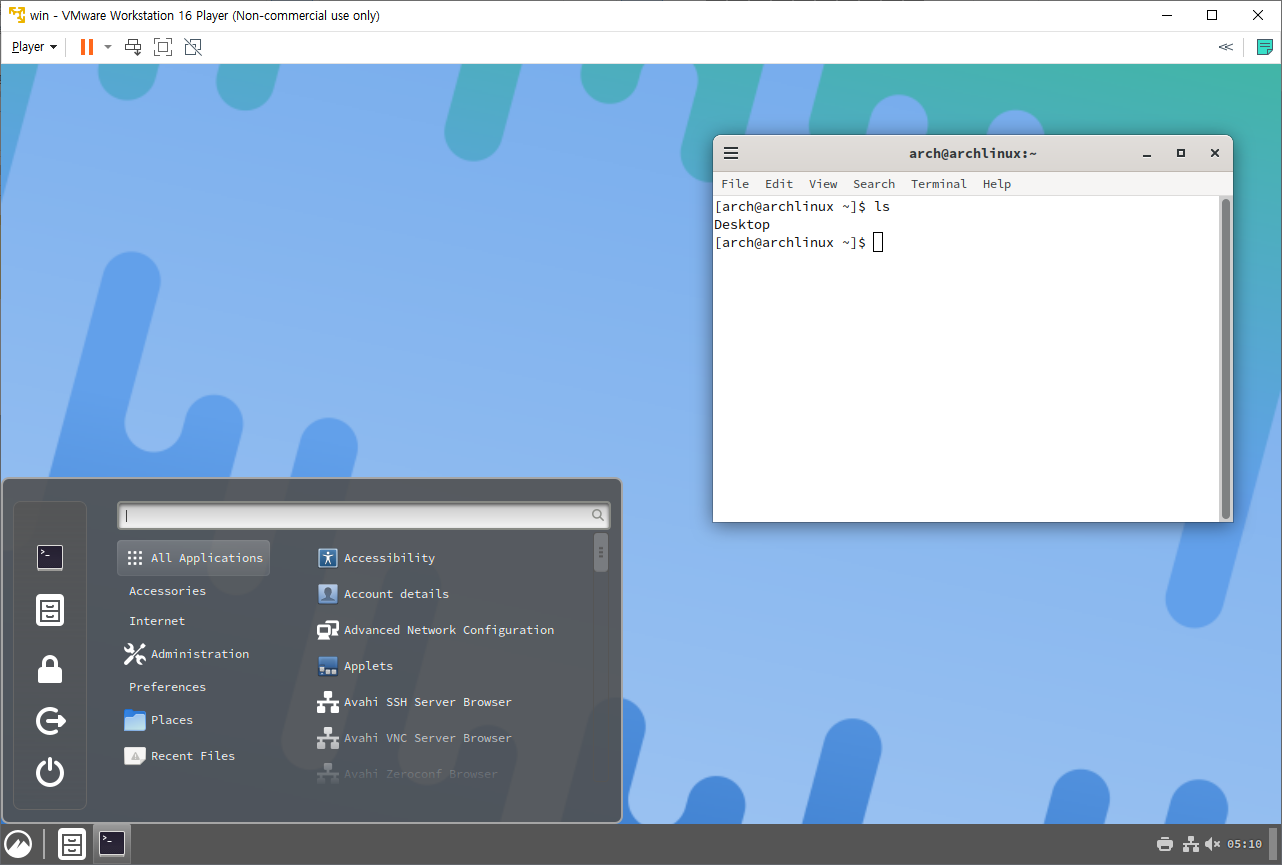 win - VMware Workstation 16 Player (Non-commercial use only)
Player
arch@archlinux:~
File Edit View Search Terminal Help
[arch@archlinux ~]$ ls
Desktop
[arch@archlinux ~]$
All Applications
Accessories
Internet
Administration
Preferences
Places
Recent Files
Accessibility
Account details
Advanced Network Configuration
Applets
Avahi SSH Server Browser
Avahi VNC Server Browser
Avahi Zeroconf Browser
05:10